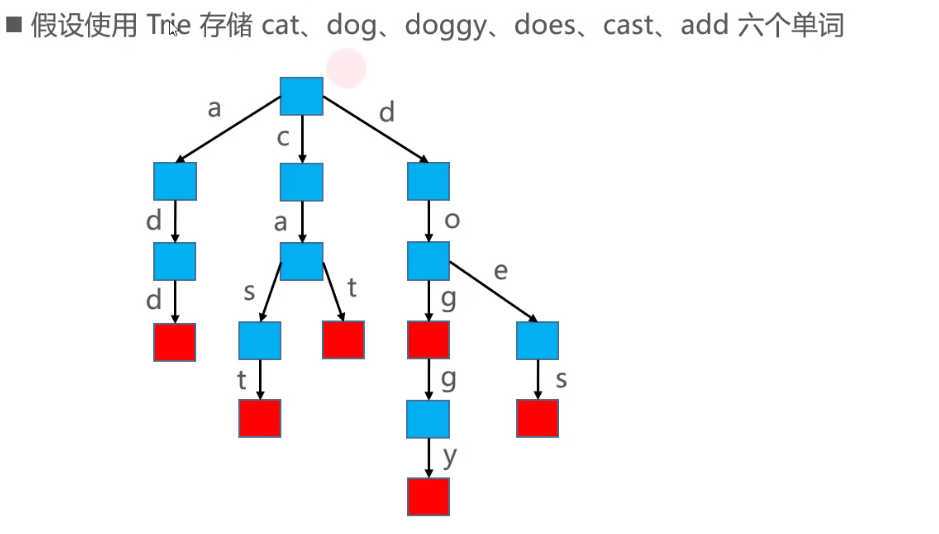 ■ 假设使用 Trie 存储 cat、dog、doggy、does、cast、add 六个单词
a
d
c
d
a
o
e
d
s
t
g
t
g
s
y